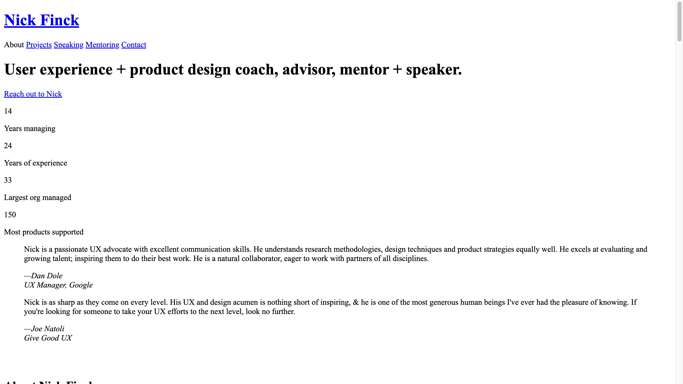 Nick Finck
About Projects Speaking Mentoring Contact
User experience + product design coach, advisor, mentor + speaker.
Reach out to Nick
14
Years managing
24
Years of experience
33
Largest org managed
150
Most products supported
Nick is a passionate UX advocate with excellent communication skills. He understands research methodologies, design techniques and product strategies equally well. He excels at evaluating and
growing talent; inspiring them to do their best work. He is a natural collaborator, eager to work with partners of all disciplines.
—Dan Dole
UX Manager, Google
Nick is as sharp as they come on every level. His UX and design acumen is nothing short of inspiring, & he is one of the most generous human beings I've ever had the pleasure of knowing. If
you're looking for someone to take your UX efforts to the next level, look no further.
—Joe Natoli
Give Good UX
About Nick Finck